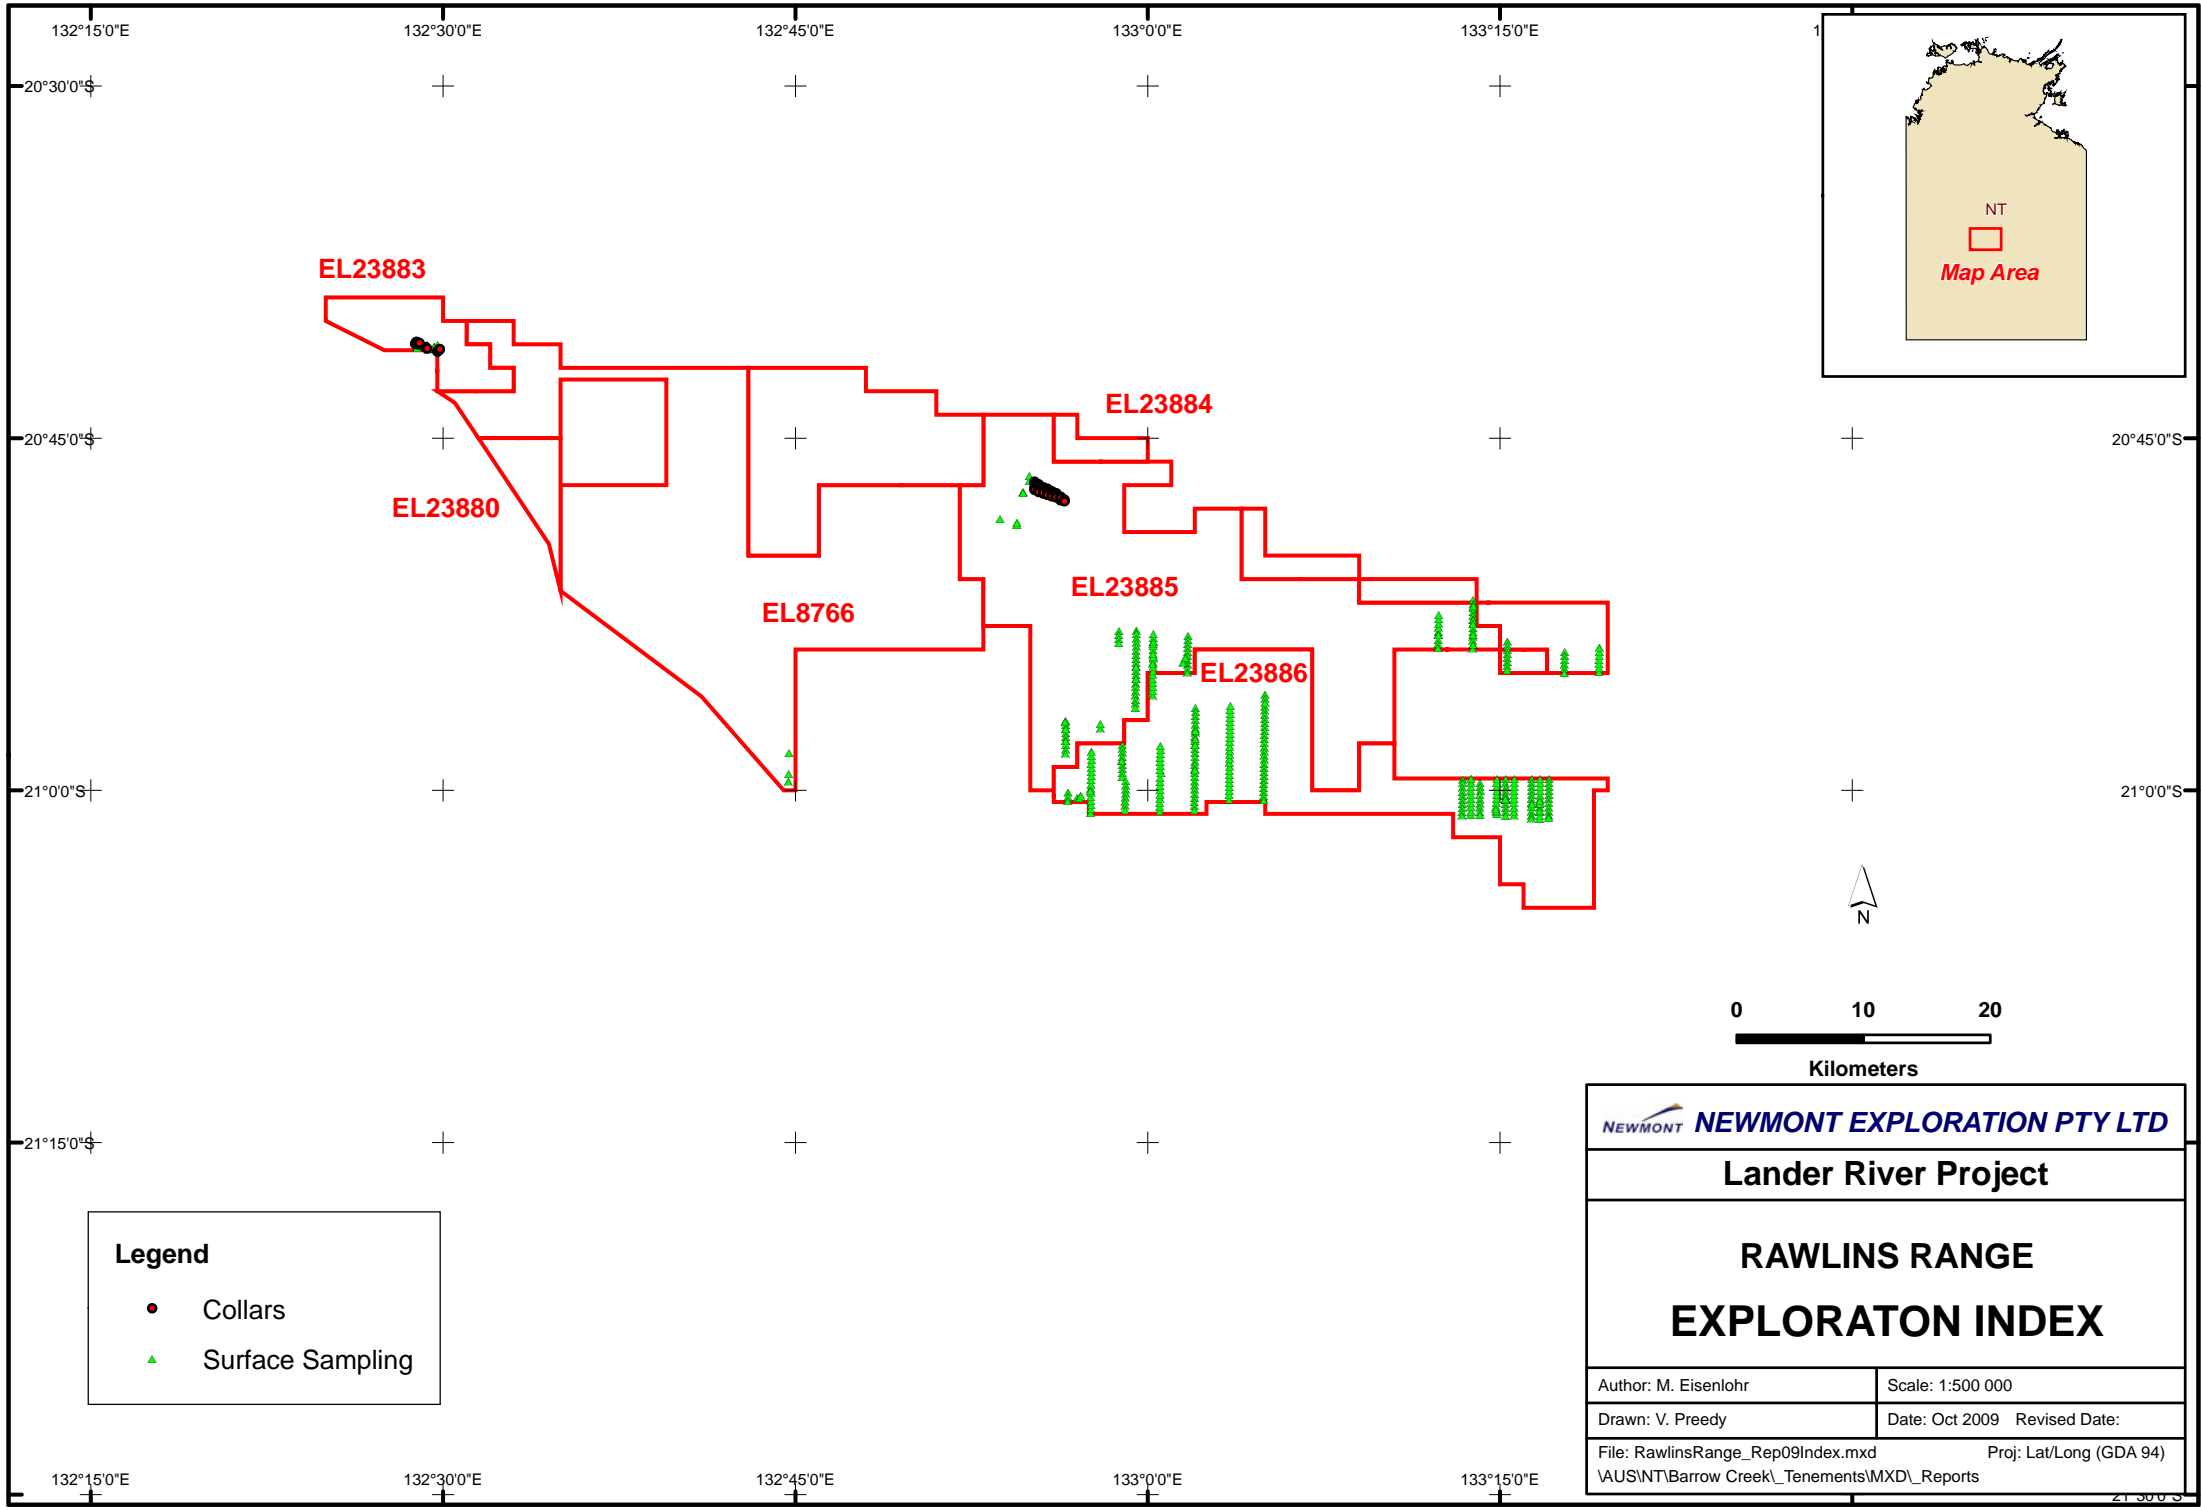 132°15'0"E 132°30'0"E 132°45'0"E 133°0'0"E 133°15'0"E 1
20°30'0"S
NT
Map Area
EL23883
EL23884
20°45'0"S 20°45'0"S
EL23880
EL23885
EL8766
EL23886
21°0'0"S 21°0'0"S
N
0 10 20
Kilometers
21°15'0"S
NEWMONT NEWMONT EXPLORATION PTY LTD
Lander River Project
RAWLINS RANGE
EXPLORATON INDEX
Author: M. Eisenlohr Scale: 1:500 000
Drawn: V. Preedy Date: Oct 2009 Revised Date:
File: RawlinsRange_Rep09Index.mxd Proj: Lat/Long (GDA 94)
\AUS\NT\Barrow Creek\_Tenements\MXD\_Reports
Legend
Collars
Surface Sampling
132°15'0"E 132°30'0"E 132°45'0"E 133°0'0"E 133°15'0"E
21°30'0"S